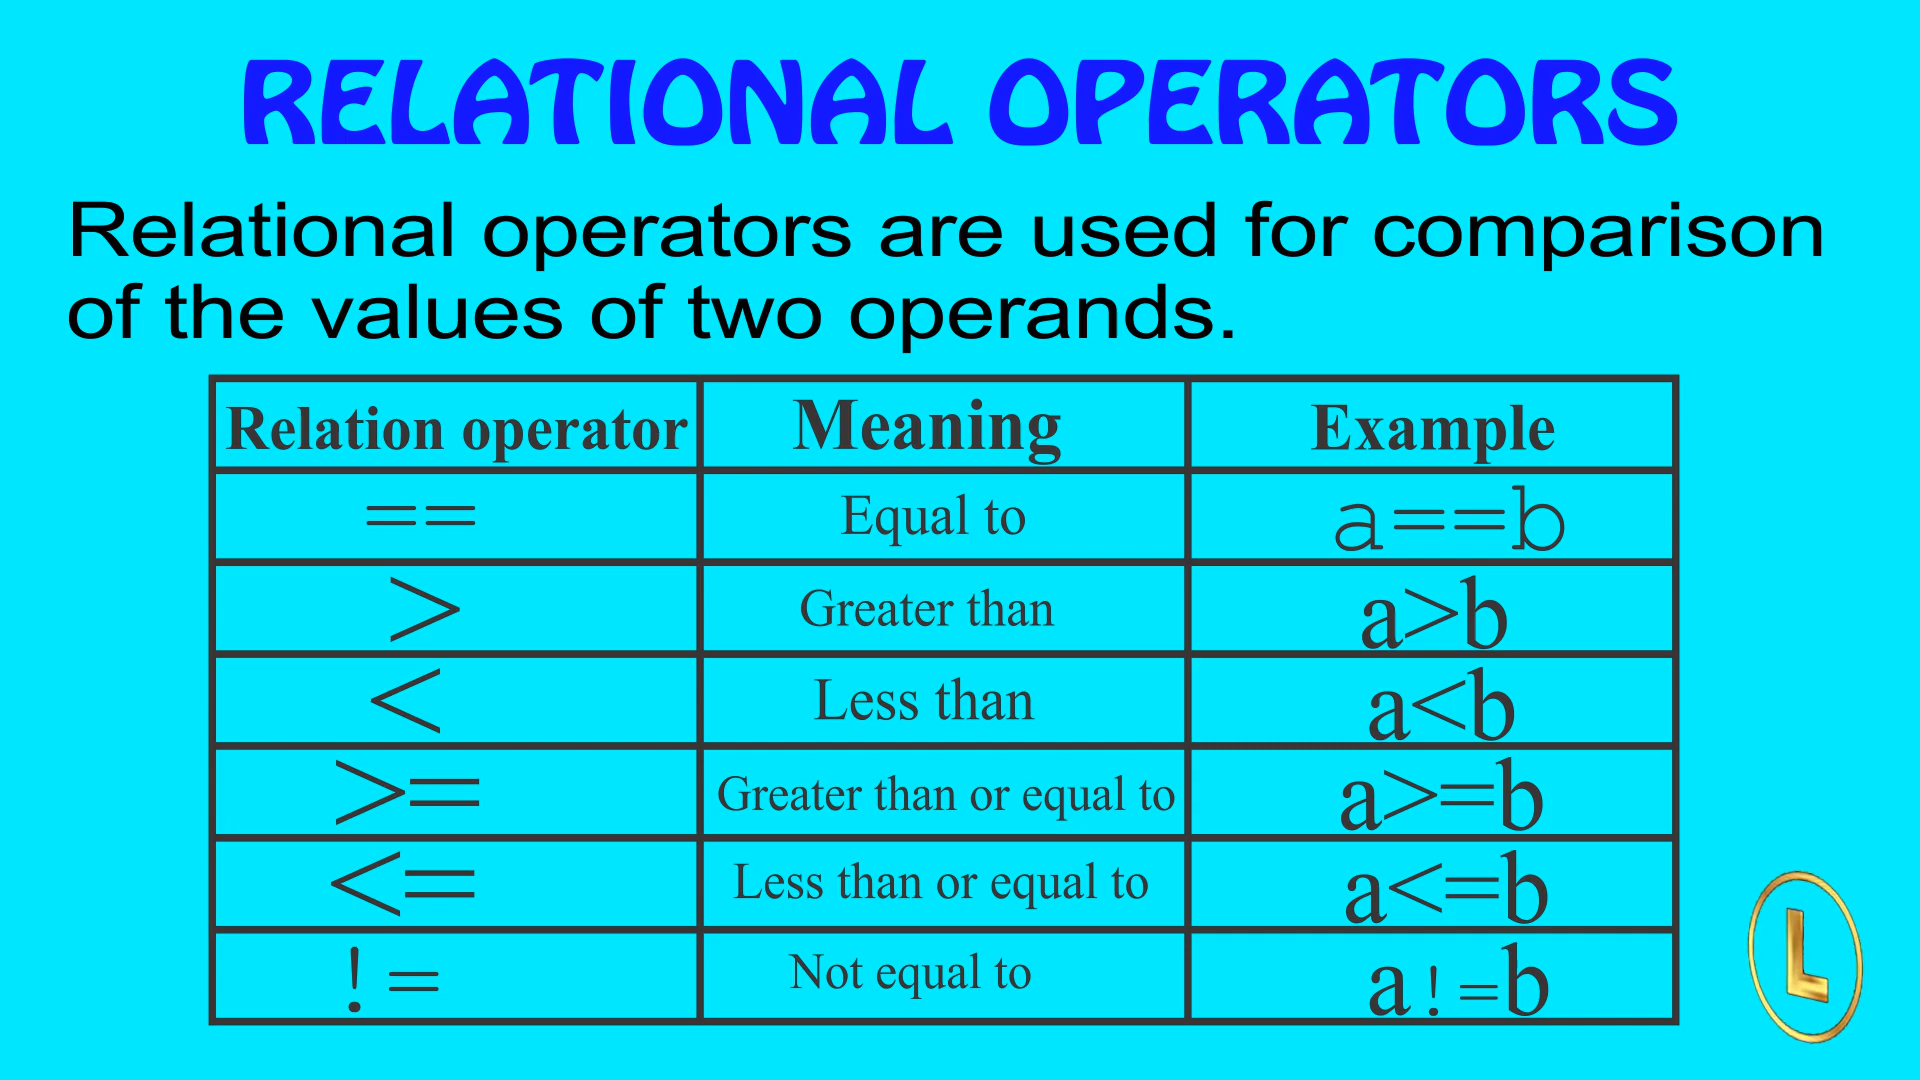 RELATIONAL OPERATORS
Relational operators are used for comparison
of the values of two operands.
Relation operator Meaning Example
== Equal to a==b
> Greater than a>b
< Less than a<b
>= Greater than or equal to a>=b
<= Less than or equal to a<=b
!= Not equal to a!=b
L